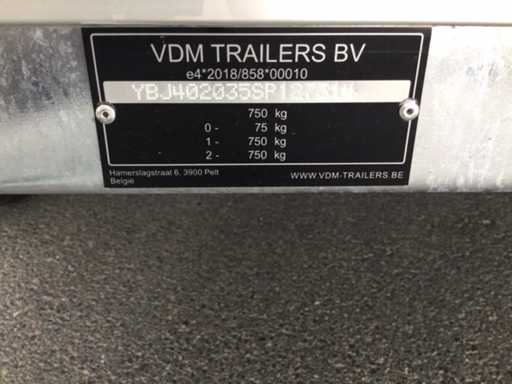 VDM TRAILERS BV
e4*2018/858*00010
750 kg
0 - 75 kg
1 - 750 kg
2 - 750 kg
Hamerslagstraat 6, 3900 Pelt
België
WWW.VDM-TRAILERS.BE